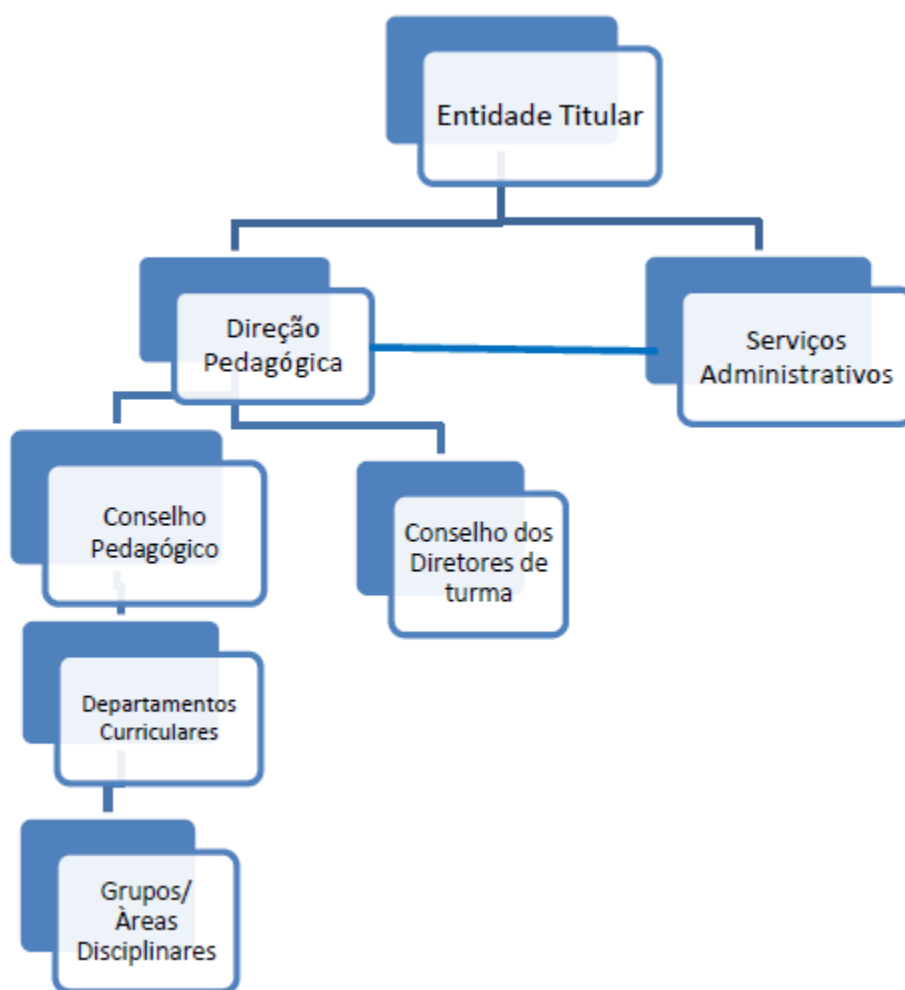 Entidade Titular
Direção
Pedagógica
Serviços
Administrativos
Conselho
Pedagógico
Conselho dos
Diretores de
turma
Departamentos
Curriculares
Grupos/
Àreas
Disciplinares